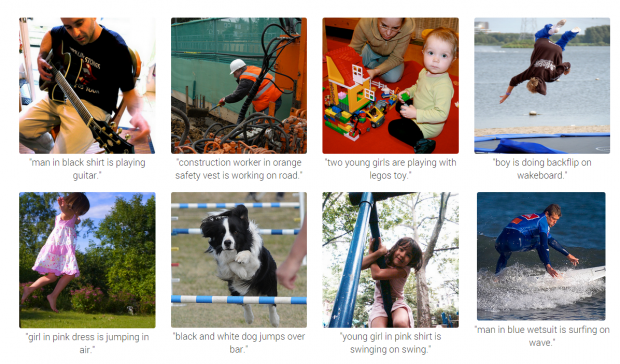 "man in black shirt is playing
guitar."
"construction worker in orange
safety vest is working on road."
"two young girls are playing with
legos toy."
"boy is doing backflip on
wakeboard."
"girl in pink dress is jumping in
air."
"black and white dog jumps over
bar."
"young girl in pink shirt is
swinging on swing."
"man in blue wetsuit is surfing on
wave."